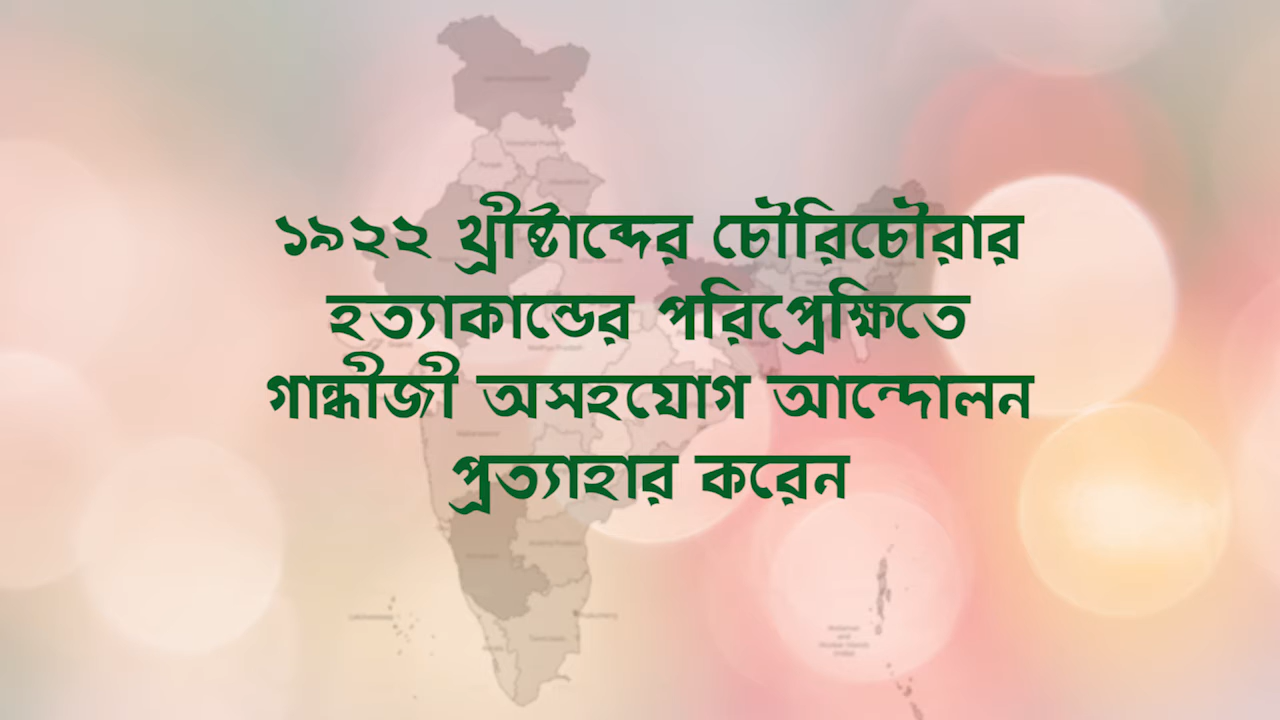 ১৯২২ খ্রীষ্টাব্দের চৌরিচৌরার
হত্যাকান্ডের পরিপ্রেক্ষিতে
গান্ধীজী অসহযোগ আন্দোলন
প্রত্যাহার করেন